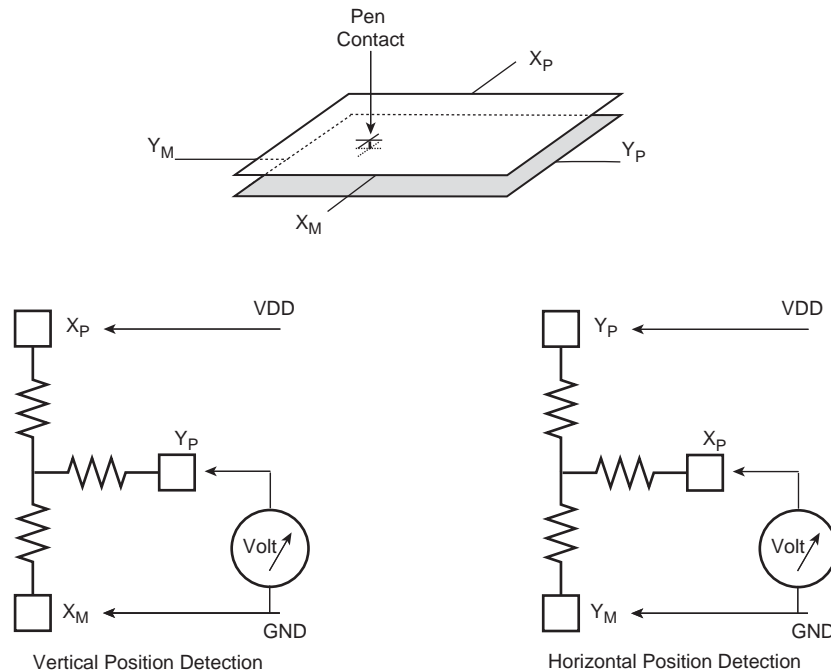 Pen
Contact
X_P
Y_M
Y_P
X_M
VDD
X_P
Y_P
Volt
X_M
GND
Vertical Position Detection
VDD
Y_P
X_P
Volt
Y_M
GND
Horizontal Position Detection